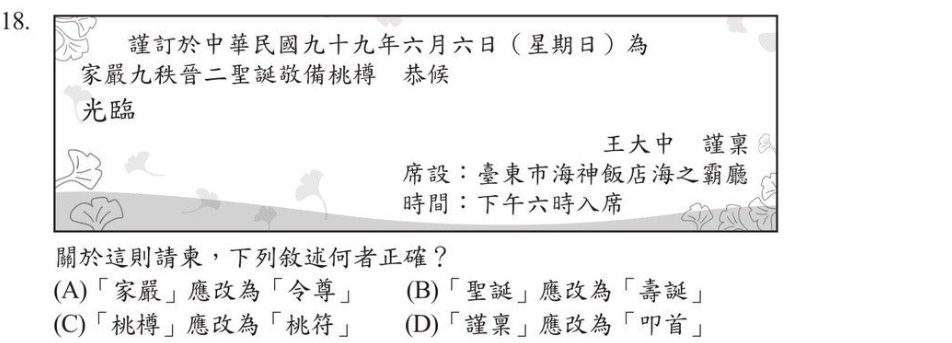 18.
謹訂於中華民國九十九年六月六日（星期日）為
家嚴九秩晉二聖誕敬備桃樽　恭候
光臨
王大中　謹稟
席設：臺東市海神飯店海之霸廳
時間：下午六時入席
關於這則請柬，下列敘述何者正確？
(A)「家嚴」應改為「令尊」　(B)「聖誕」應改為「壽誕」
(C)「桃樽」應改為「桃符」　(D)「謹稟」應改為「叩首」